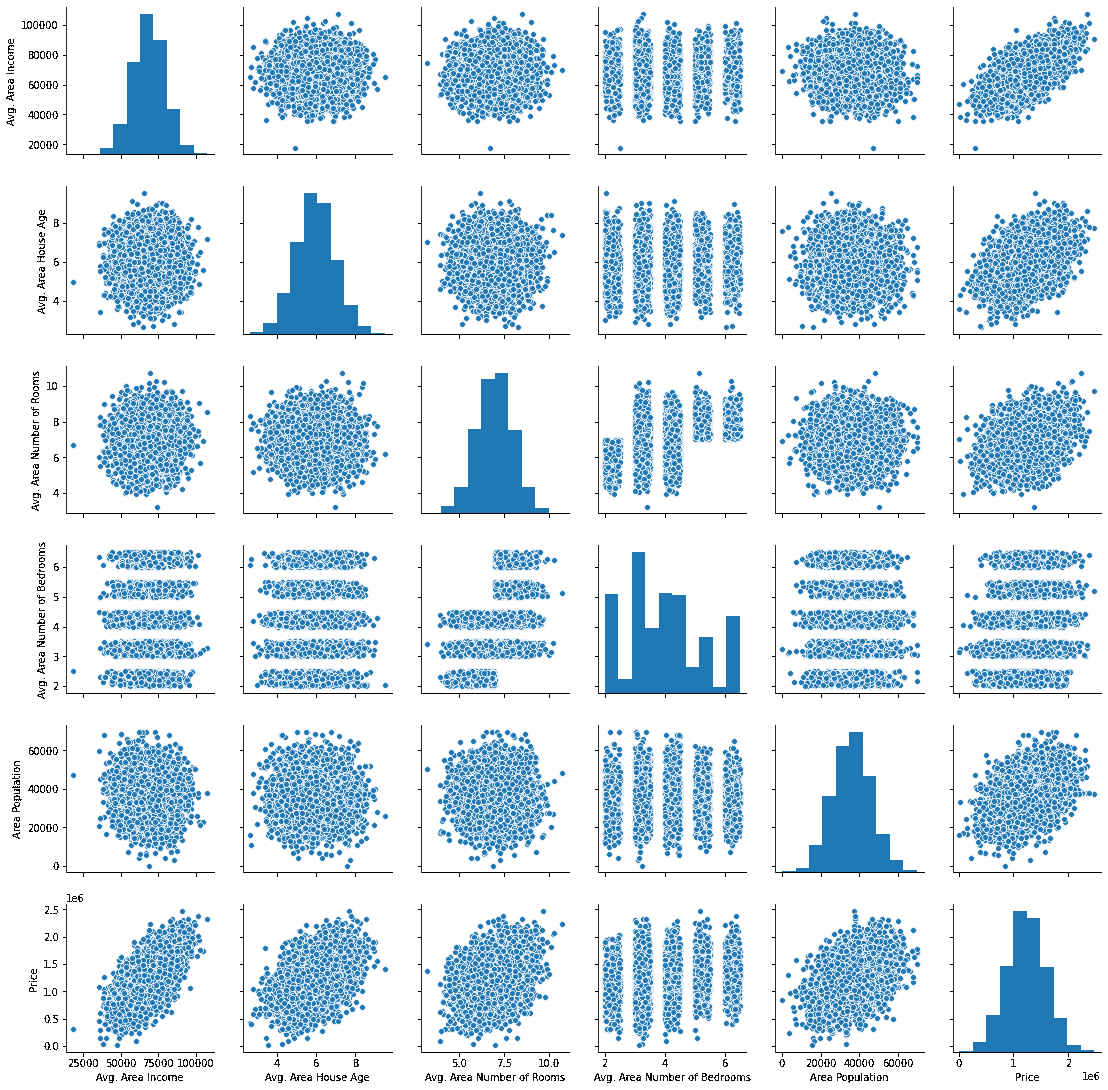 100000
80000
60000
40000
20000
Avg. Area Income
8
6
4
Avg. Area House Age
10
8
6
4
Avg. Area Number of Rooms
6
5
4
3
2
Avg. Area Number of Bedrooms
60000
40000
20000
0
Area Population
1e6
2.5
2.0
1.5
1.0
0.5
0.0
Price
25000 50000 75000 100000
4 6 8
5.0 7.5 10.0
2 4 6
0 20000 40000 60000
0 1 2
1e6
Avg. Area Income
Avg. Area House Age
Avg. Area Number of Rooms
Avg. Area Number of Bedrooms
Area Population
Price